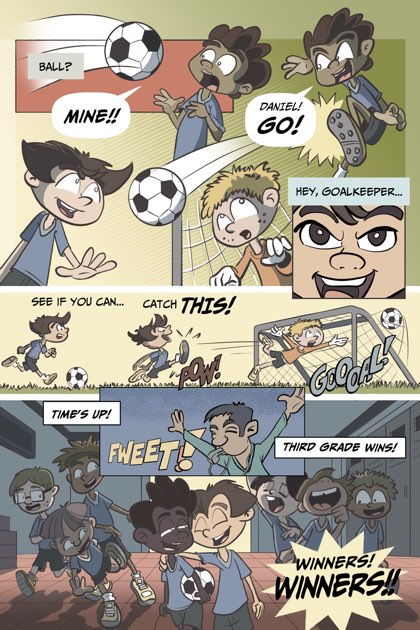 BALL?
MINE!!
DANIEL!
GO!
HEY, GOALKEEPER...
SEE IF YOU CAN...
CATCH THIS!
POW!
GOOOAL!
TIME'S UP!
FWEET!
THIRD GRADE WINS!
WINNERS!
WINNERS!!